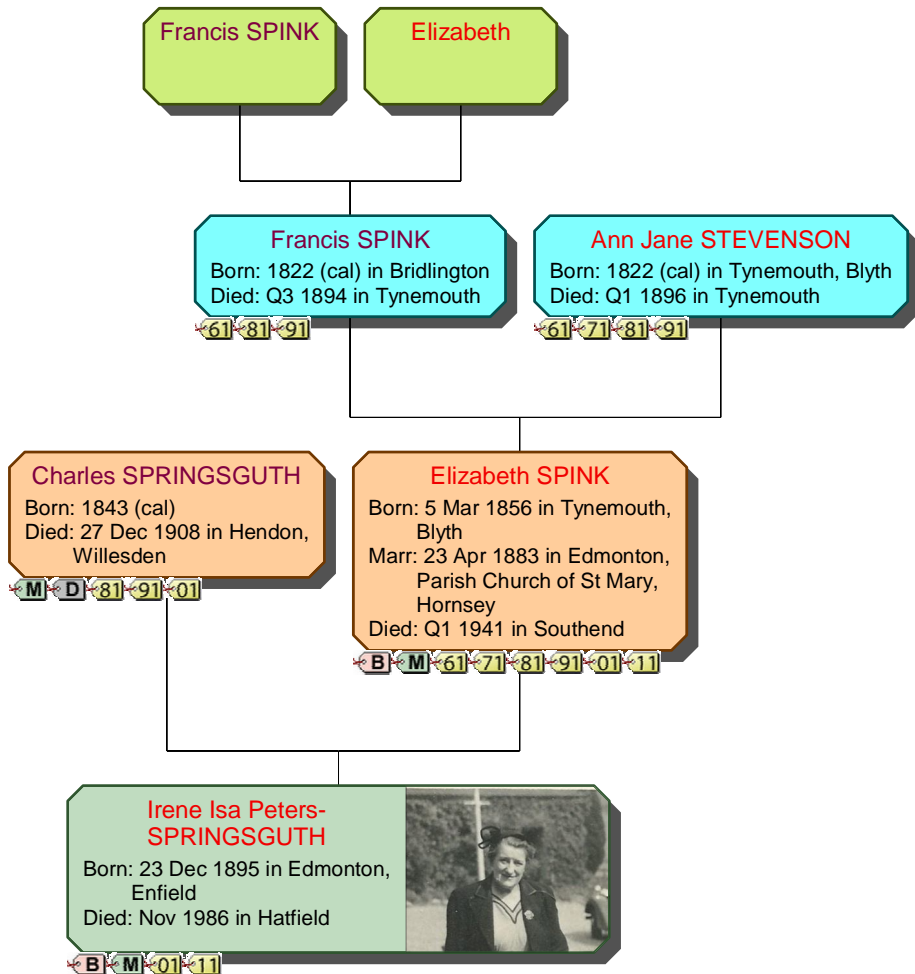 Francis SPINK
Elizabeth
Francis SPINK
Born: 1822 (cal) in Bridlington
Died: Q3 1894 in Tynemouth
61 81 91
Ann Jane STEVENSON
Born: 1822 (cal) in Tynemouth, Blyth
Died: Q1 1896 in Tynemouth
61 71 81 91
Charles SPRINGSGUTH
Born: 1843 (cal)
Died: 27 Dec 1908 in Hendon,
Willesden
M D 81 91 01
Elizabeth SPINK
Born: 5 Mar 1856 in Tynemouth,
Blyth
Marr: 23 Apr 1883 in Edmonton,
Parish Church of St Mary,
Hornsey
Died: Q1 1941 in Southend
B M 61 71 81 91 01 11
Irene Isa Peters-
SPRINGSGUTH
Born: 23 Dec 1895 in Edmonton,
Enfield
Died: Nov 1986 in Hatfield
B M 01 11